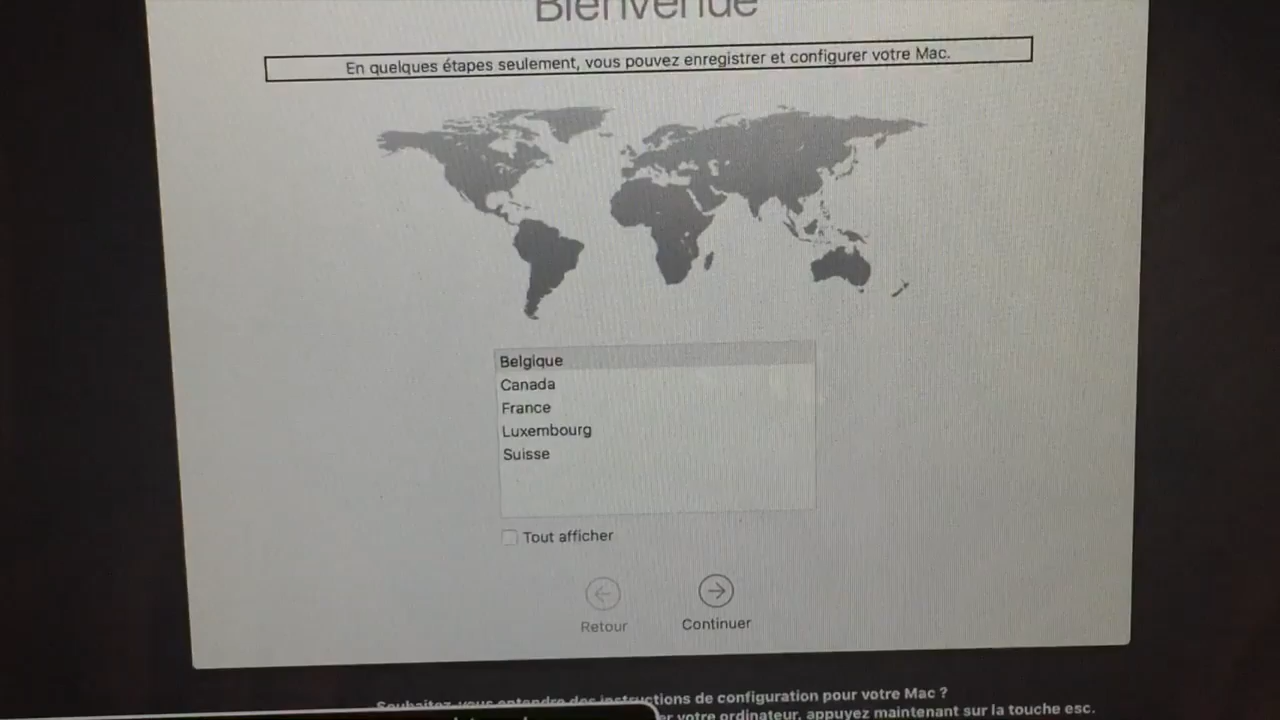 Bienvenue
En quelques étapes seulement, vous pouvez enregistrer et configurer votre Mac.
Belgique
Canada
France
Luxembourg
Suisse
Tout afficher
Retour
Continuer
Souhaitez-vous entendre des instructions de configuration pour votre Mac ?
votre ordinateur, appuyez maintenant sur la touche esc.